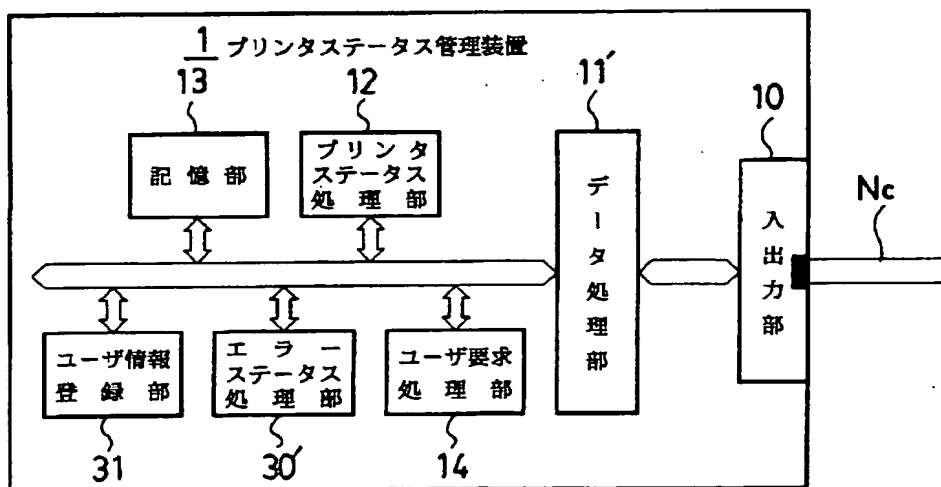 1 プリンタステータス管理装置
13
12
11′
10
記憶部
プリンタ
ステータス
処理部
データ処理部
入出力部
Nc
ユーザ情報
登録部
エラー
ステータス
処理部
ユーザ要求
処理部
31
30′
14